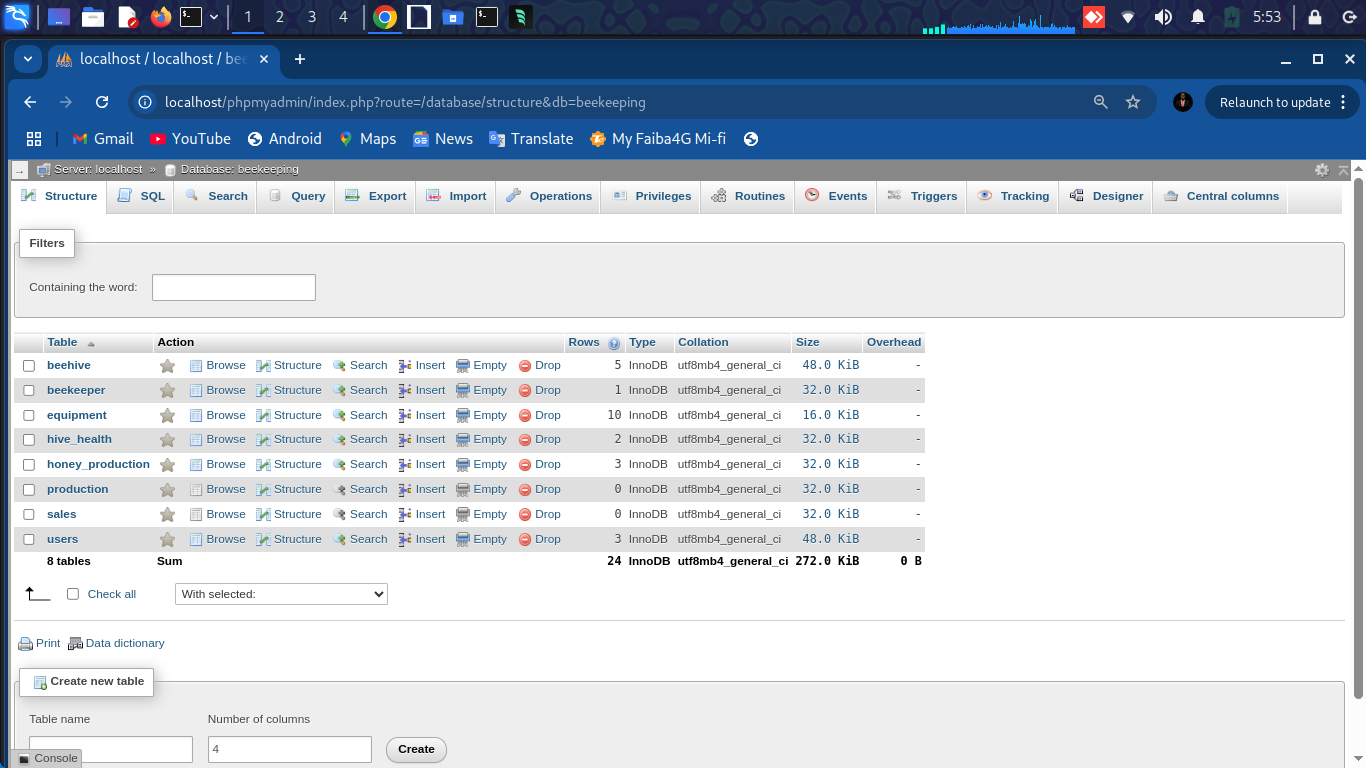 1 2 3 4 5:53
localhost / localhost / bee
localhost/phpmyadmin/index.php?route=/database/structure&db=beekeeping Relaunch to update
Gmail YouTube Android Maps News Translate My Faiba4G Mi-fi
Server: localhost » Database: beekeeping
Structure SQL Search Query Export Import Operations Privileges Routines Events Triggers Tracking Designer Central columns
Filters
Containing the word:
Table Action Rows Type Collation Size Overhead
beehive Browse Structure Search Insert Empty Drop 5 InnoDB utf8mb4_general_ci 48.0 KiB -
beekeeper Browse Structure Search Insert Empty Drop 1 InnoDB utf8mb4_general_ci 32.0 KiB -
equipment Browse Structure Search Insert Empty Drop 10 InnoDB utf8mb4_general_ci 16.0 KiB -
hive_health Browse Structure Search Insert Empty Drop 2 InnoDB utf8mb4_general_ci 32.0 KiB -
honey_production Browse Structure Search Insert Empty Drop 3 InnoDB utf8mb4_general_ci 32.0 KiB -
production Browse Structure Search Insert Empty Drop 0 InnoDB utf8mb4_general_ci 32.0 KiB -
sales Browse Structure Search Insert Empty Drop 0 InnoDB utf8mb4_general_ci 32.0 KiB -
users Browse Structure Search Insert Empty Drop 3 InnoDB utf8mb4_general_ci 48.0 KiB -
8 tables Sum 24 InnoDB utf8mb4_general_ci 272.0 KiB 0 B
Check all With selected:
Print Data dictionary
Create new table
Table name Number of columns
4 Create
Console